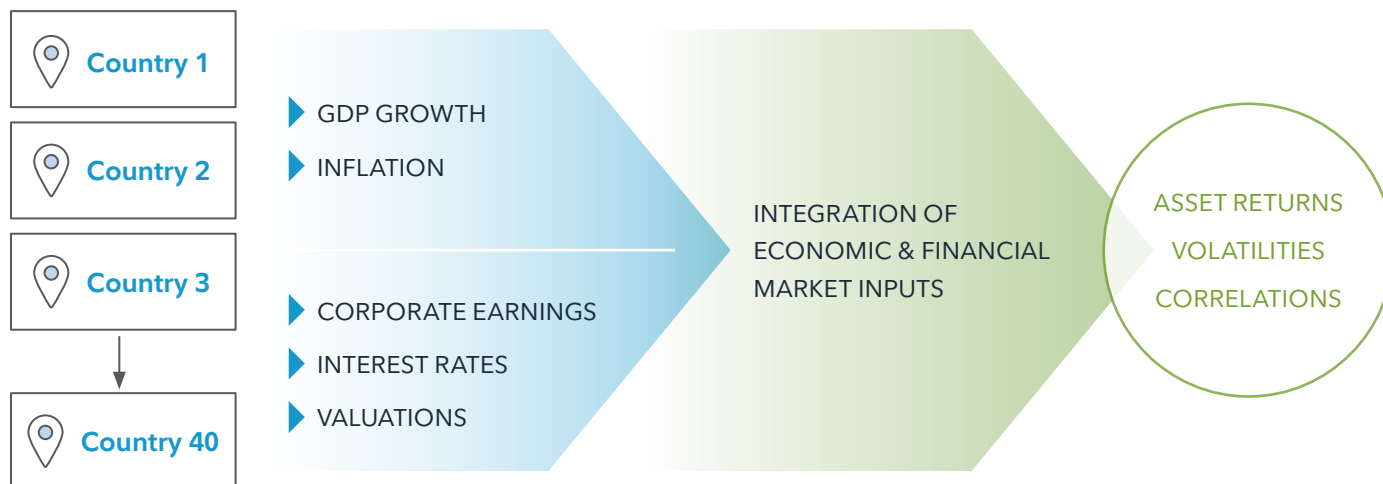 Country 1
Country 2
Country 3
Country 40
GDP GROWTH
INFLATION
CORPORATE EARNINGS
INTEREST RATES
VALUATIONS
INTEGRATION OF
ECONOMIC & FINANCIAL
MARKET INPUTS
ASSET RETURNS
VOLATILITIES
CORRELATIONS